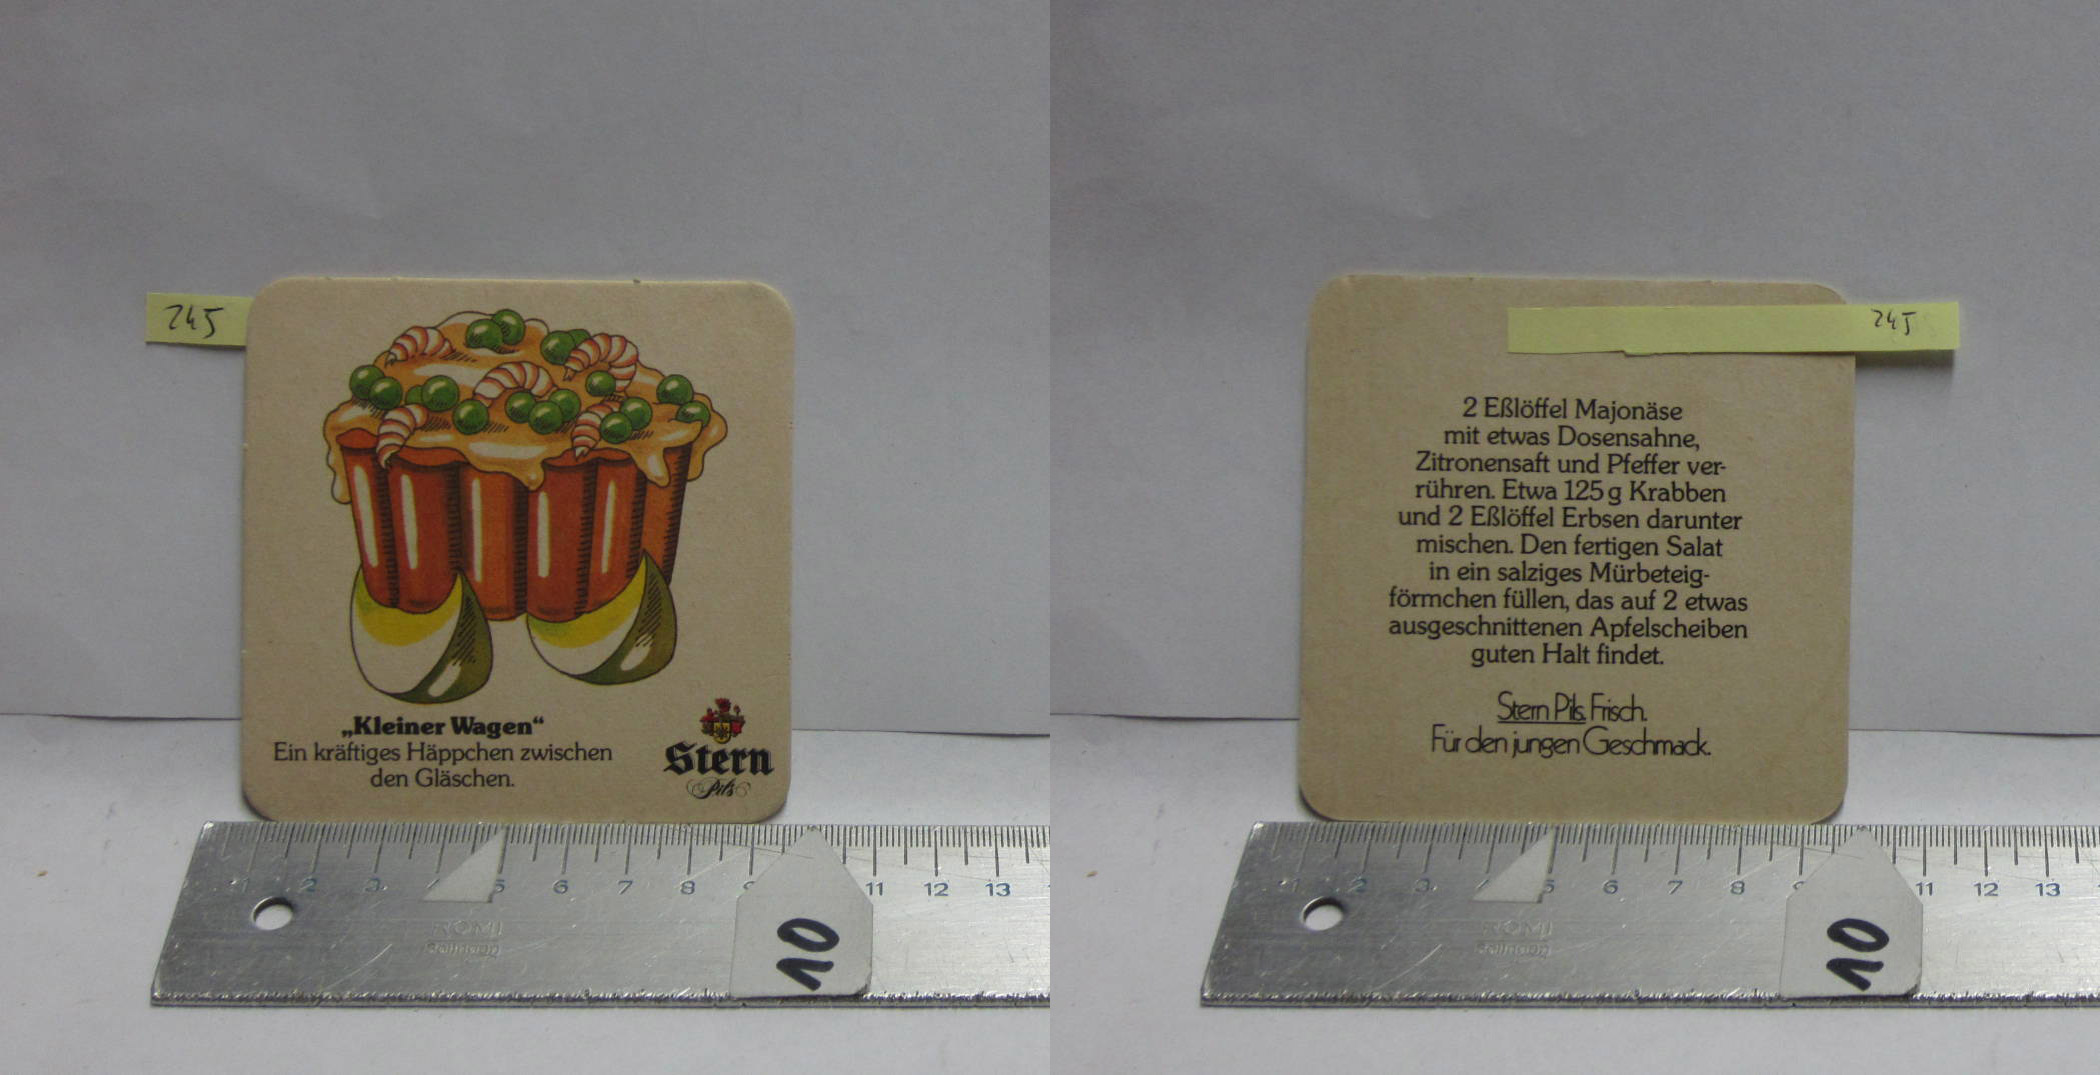 245
„Kleiner Wagen“
Ein kräftiges Häppchen zwischen
den Gläschen.
Stern
Pils
1 2 3 4 5 6 7 8 9 11 12 13
10
245
2 Eßlöffel Majonäse
mit etwas Dosensahne,
Zitronensaft und Pfeffer ver-
rühren. Etwa 125 g Krabben
und 2 Eßlöffel Erbsen darunter
mischen. Den fertigen Salat
in ein salziges Mürbeteig-
förmchen füllen, das auf 2 etwas
ausgeschnittenen Apfelscheiben
guten Halt findet.
Stern Pils. Frisch.
Für den jungen Geschmack.
1 2 3 4 5 6 7 8 9 11 12 13
10